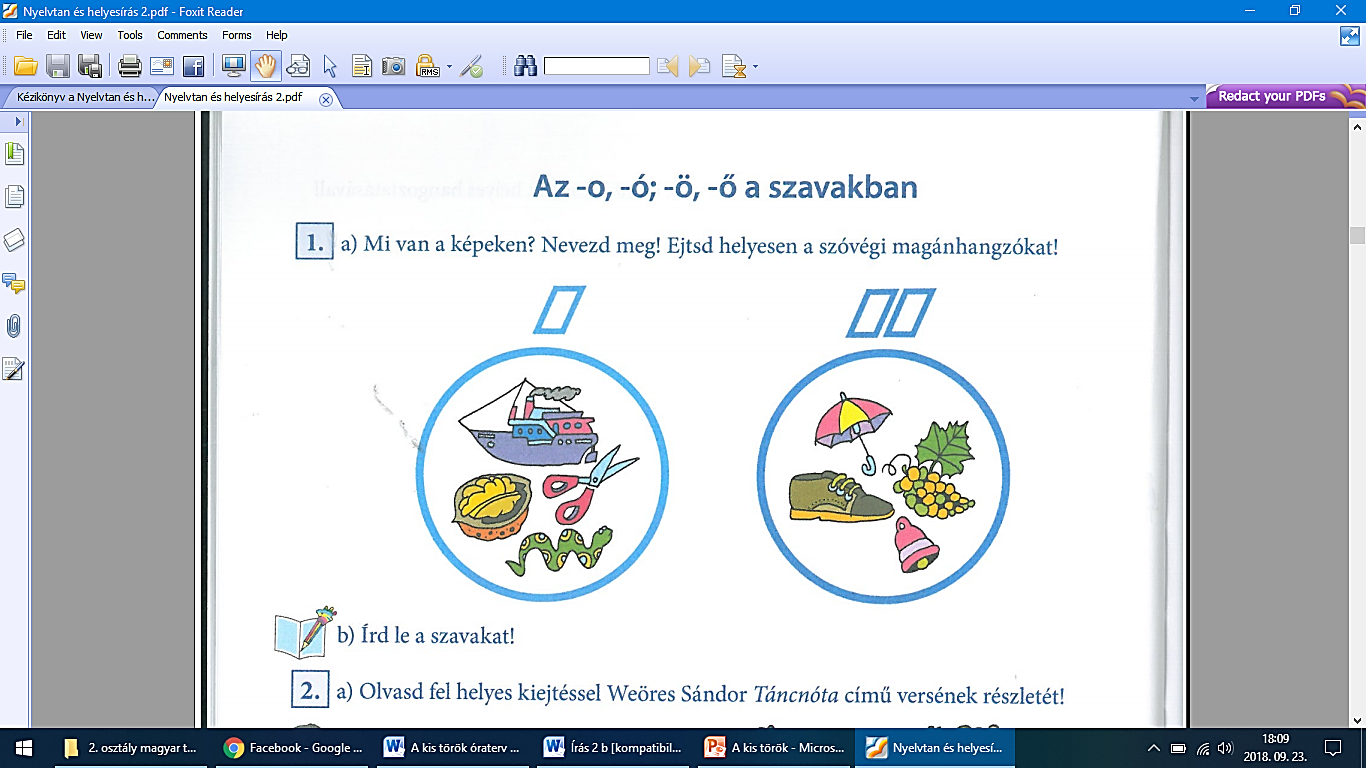 Nyelvtan és helyesírás 2.pdf - Foxit Reader
File Edit View Tools Comments Forms Help
RMS
Kézikönyv a Nyelvtan és h... Nyelvtan és helyesírás 2.pdf Redact your PDFs
Az -o, -ó; -ö, -ő a szavakban
1. a) Mi van a képeken? Nevezd meg! Ejtsd helyesen a szóvégi magánhangzókat!
b) Írd le a szavakat!
2. a) Olvasd fel helyes kiejtéssel Weöres Sándor Táncnóta című versének részletét!
2. osztály magyar t... Facebook - Google ... A kis török óraterv ... Írás 2 b [kompatibil... A kis török - Micros... Nyelvtan és helyesí...
18:09
2018. 09. 23.